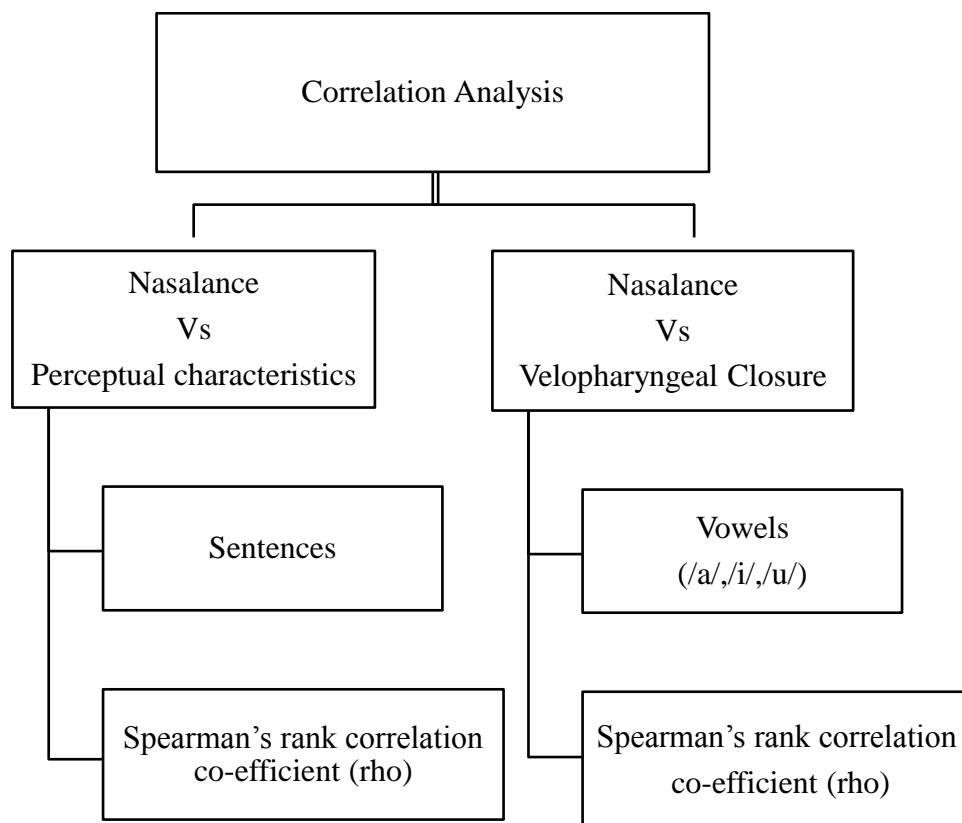 Correlation Analysis
Nasalance
Vs
Perceptual characteristics
Nasalance
Vs
Velopharyngeal Closure
Sentences
Vowels
(/a/,/i/,/u/)
Spearman’s rank correlation
co-efficient (rho)
Spearman’s rank correlation
co-efficient (rho)